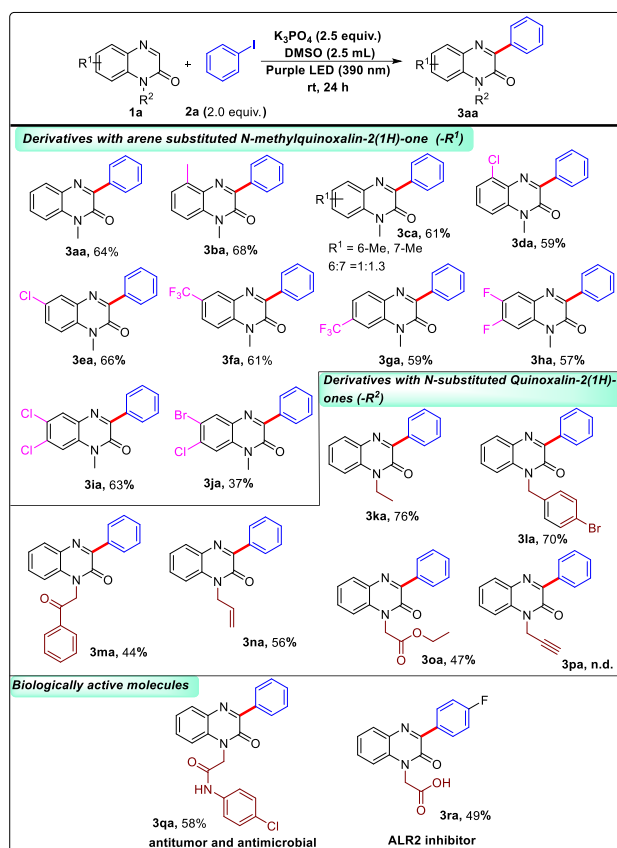 K₃PO₄ (2.5 equiv.)
DMSO (2.5 mL)
Purple LED (390 nm)
rt, 24 h
R¹ N N O R² + I N N O R¹ R²
1a 2a (2.0 equiv.) 3aa
Derivatives with arene substituted N-methylquinoxalin-2(1H)-one (-R¹)
N N O N N O R¹ N N O Cl N N O
3aa, 64% 3ba, 68% 3ca, 61% 3da, 59%
R¹ = 6-Me, 7-Me
6:7 =1:1.3
Cl N N O F₃C N N O F₃C N N O F F N N O
3ea, 66% 3fa, 61% 3ga, 59% 3ha, 57%
Derivatives with N-substituted Quinoxalin-2(1H)-
ones (-R²)
Cl Cl N N O Br Cl N N O
3ia, 63% 3ja, 37%
N N O N N O Br
3ka, 76% 3la, 70%
N N O O N N O
3ma, 44% 3na, 56%
N N O O O N N O
3oa, 47% 3pa, n.d.
Biologically active molecules
N N O O NH Cl N N O F OH O
3qa, 58% 3ra, 49%
antitumor and antimicrobial ALR2 inhibitor